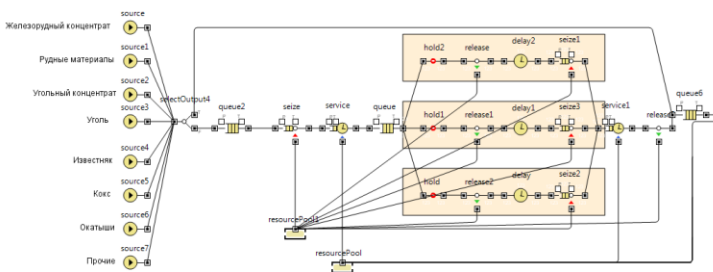 Железорудный концентрат
source
Рудные материалы
source1
Угольный концентрат
source2
Уголь
source3
Известняк
source4
Кокс
source5
Окатыши
source6
Прочие
source7
selectOutput4
queue2
seize
service
queue
hold2
release
delay2
seize1
hold1
release1
delay1
seize3
hold
release2
delay
seize2
service1
queue6
resourcePool1
resourcePool